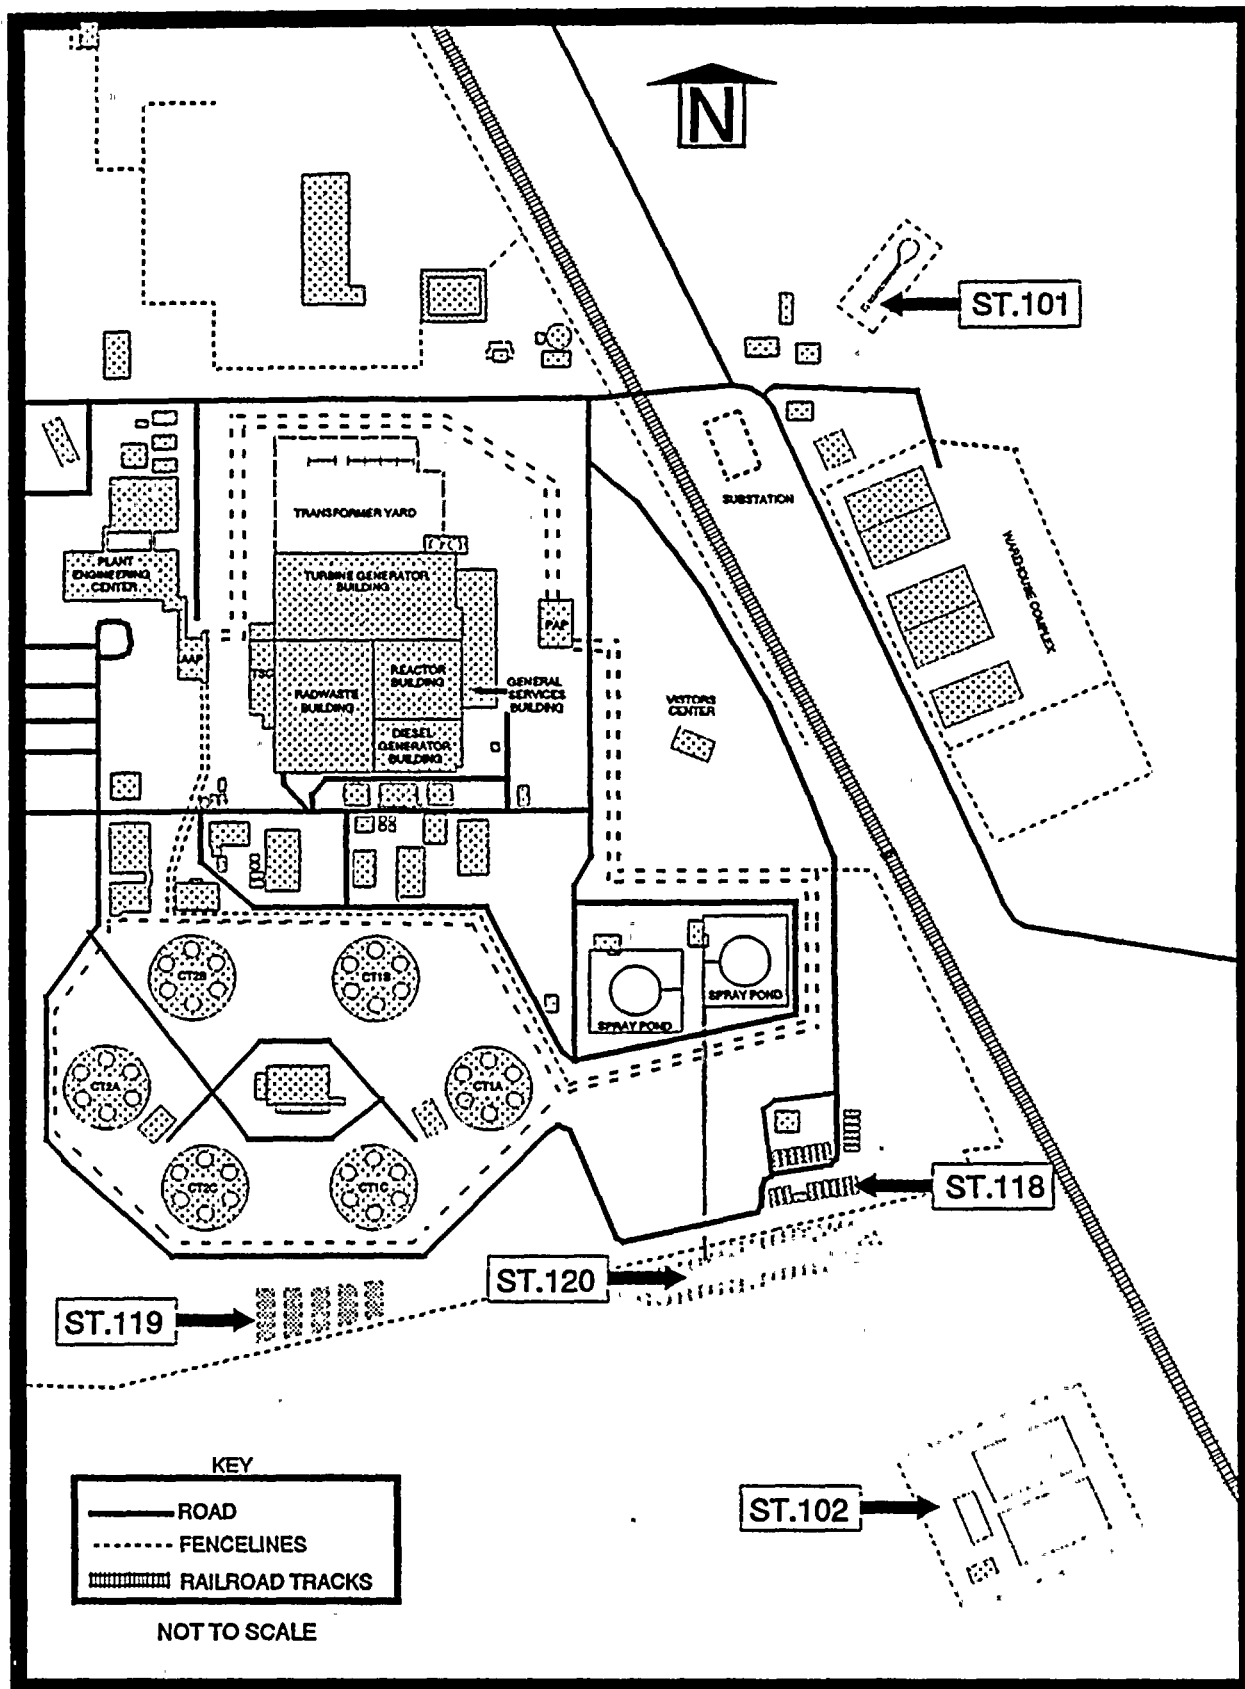 N
ST.101
SUBSTATION
TRANSFORMER YARD
WAREHOUSE COMPLEX
PLANT
ENGINEERING
CENTER
TURBINE GENERATOR
BUILDING
PAP
AAP
TSC
RADWASTE
BUILDING
REACTOR
BUILDING
GENERAL
SERVICES
BUILDING
DIESEL
GENERATOR
BUILDING
VISITORS
CENTER
CT2B
CT1B
SPRAY POND
SPRAY POND
CT2A
CT1A
CT2C
CT1C
ST.118
ST.120
ST.119
ST.102
KEY
ROAD
FENCELINES
RAILROAD TRACKS
NOT TO SCALE